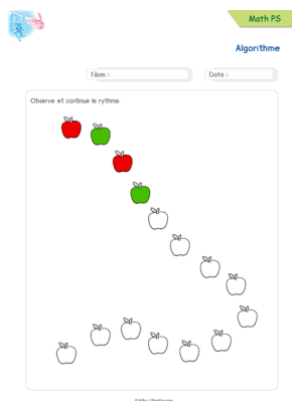 Math PS
Algorithme
Nom :
Date :
Observe et continue le rythme.